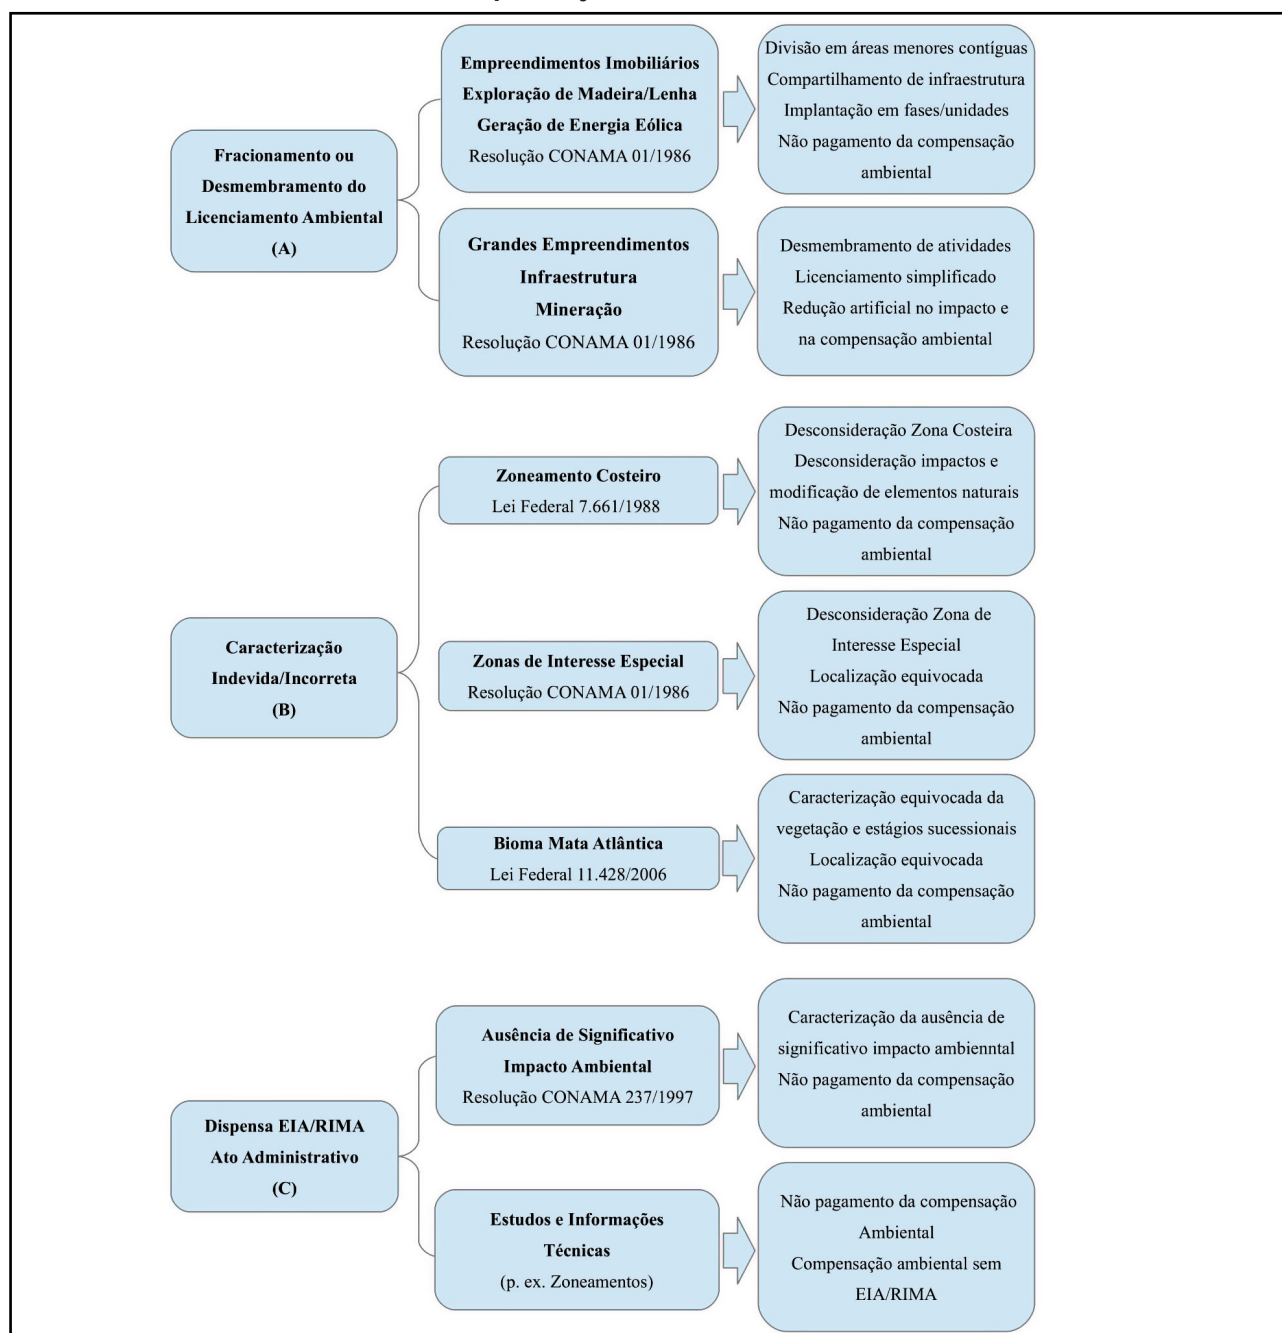 Fracionamento ou
Desmembramento do
Licenciamento Ambiental
(A)
Empreendimentos Imobiliários
Exploração de Madeira/Lenha
Geração de Energia Eólica
Resolução CONAMA 01/1986
Divisão em áreas menores contíguas
Compartilhamento de infraestrutura
Implantação em fases/unidades
Não pagamento da compensação
ambiental
Grandes Empreendimentos
Infraestrutura
Mineração
Resolução CONAMA 01/1986
Desmembramento de atividades
Licenciamento simplificado
Redução artificial no impacto e
na compensação ambiental
Caracterização
Indevida/Incorreta
(B)
Zoneamento Costeiro
Lei Federal 7.661/1988
Desconsideração Zona Costeira
Desconsideração impactos e
modificação de elementos naturais
Não pagamento da compensação
ambiental
Zonas de Interesse Especial
Resolução CONAMA 01/1986
Desconsideração Zona de
Interesse Especial
Localização equivocada
Não pagamento da compensação
ambiental
Bioma Mata Atlântica
Lei Federal 11.428/2006
Caracterização equivocada da
vegetação e estágios sucessionais
Localização equivocada
Não pagamento da compensação
ambiental
Dispensa EIA/RIMA
Ato Administrativo
(C)
Ausência de Significativo
Impacto Ambiental
Resolução CONAMA 237/1997
Caracterização da ausência de
significativo impacto ambienntal
Não pagamento da compensação
ambiental
Estudos e Informações
Técnicas
(p. ex. Zoneamentos)
Não pagamento da compensação
Ambiental
Compensação ambiental sem
EIA/RIMA